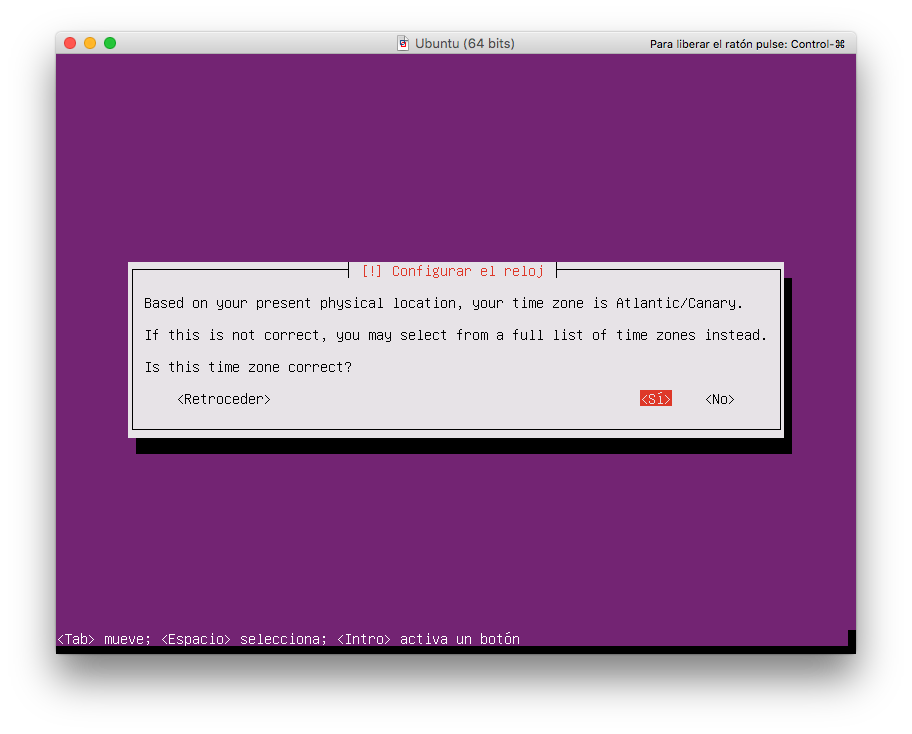 Ubuntu (64 bits)
Para liberar el ratón pulse: Control-⌘
[!] Configurar el reloj
Based on your present physical location, your time zone is Atlantic/Canary.
If this is not correct, you may select from a full list of time zones instead.
Is this time zone correct?
<Retroceder> <Sí> <No>
<Tab> mueve; <Espacio> selecciona; <Intro> activa un botón